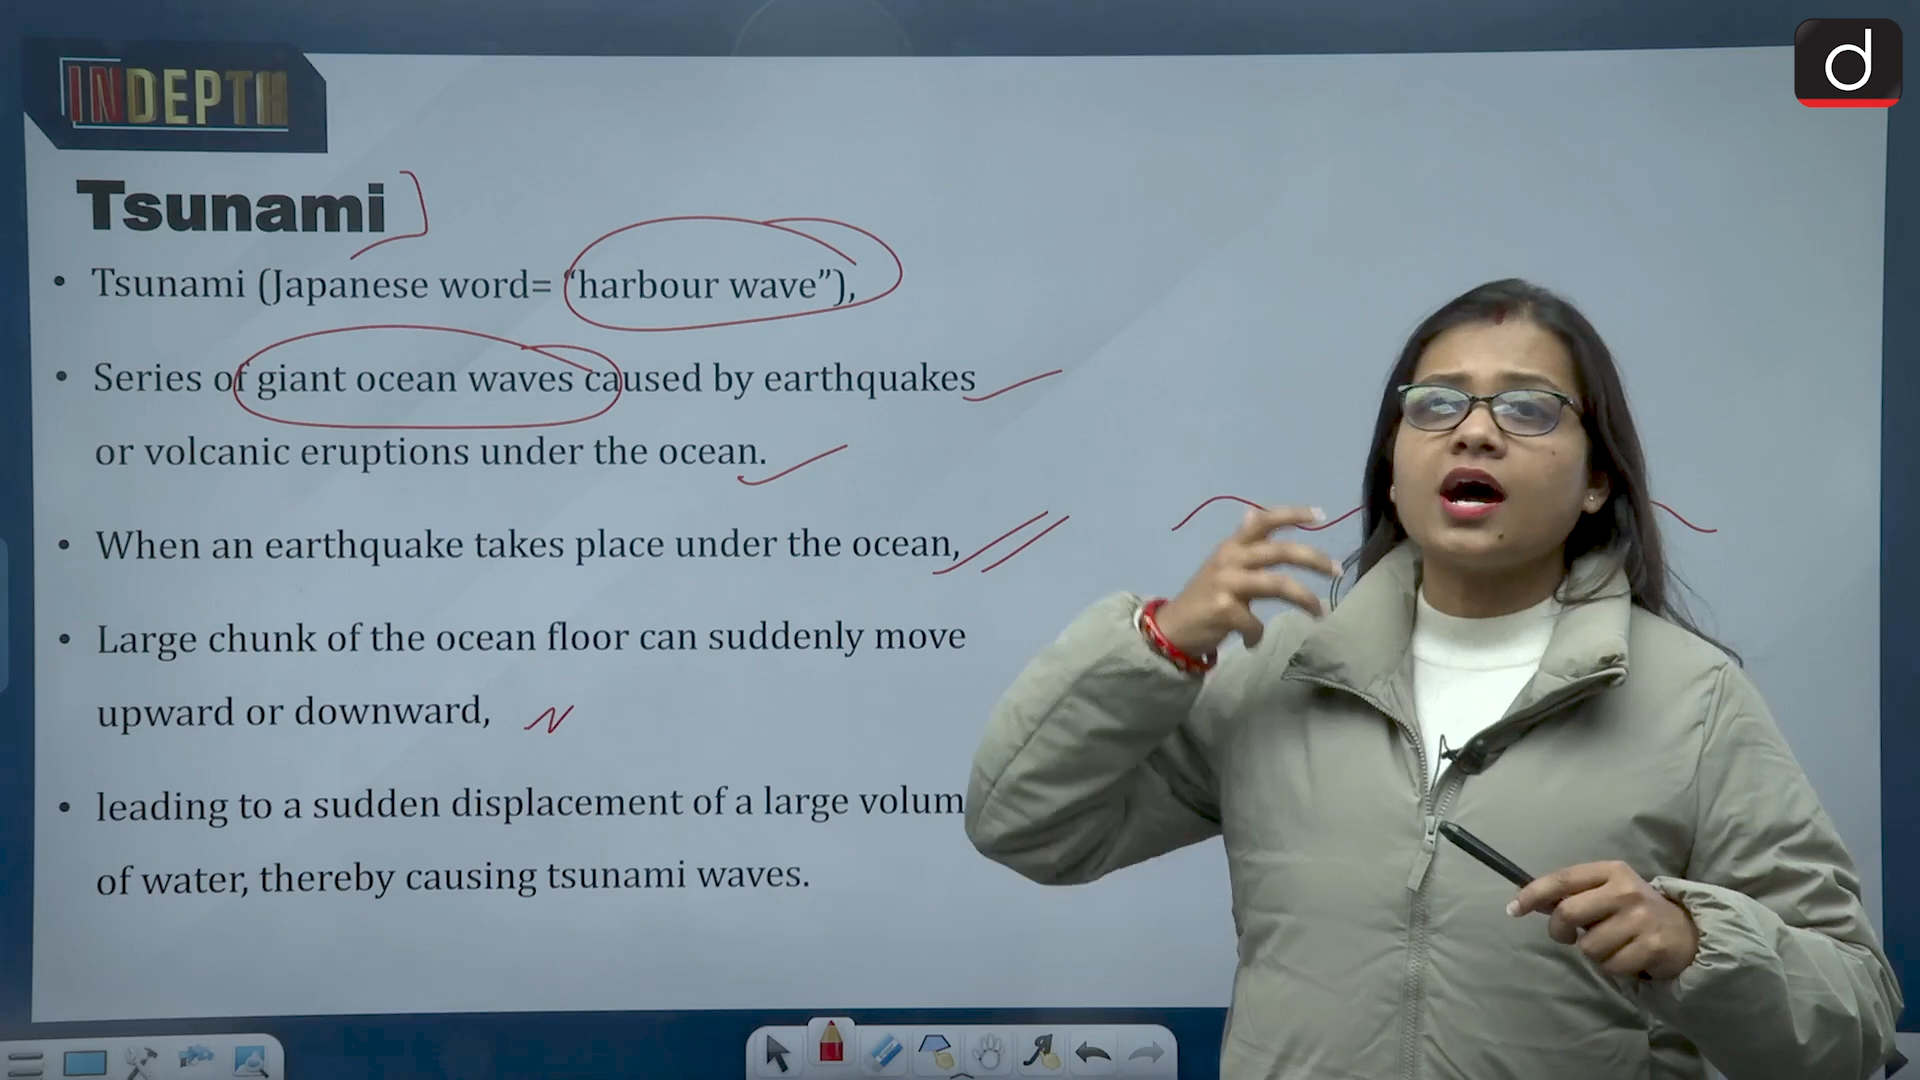 INDEPTH
d
Tsunami
• Tsunami (Japanese word= “harbour wave”),
• Series of giant ocean waves caused by earthquakes
or volcanic eruptions under the ocean.
• When an earthquake takes place under the ocean,
• Large chunk of the ocean floor can suddenly move
upward or downward,
• leading to a sudden displacement of a large volum
of water, thereby causing tsunami waves.